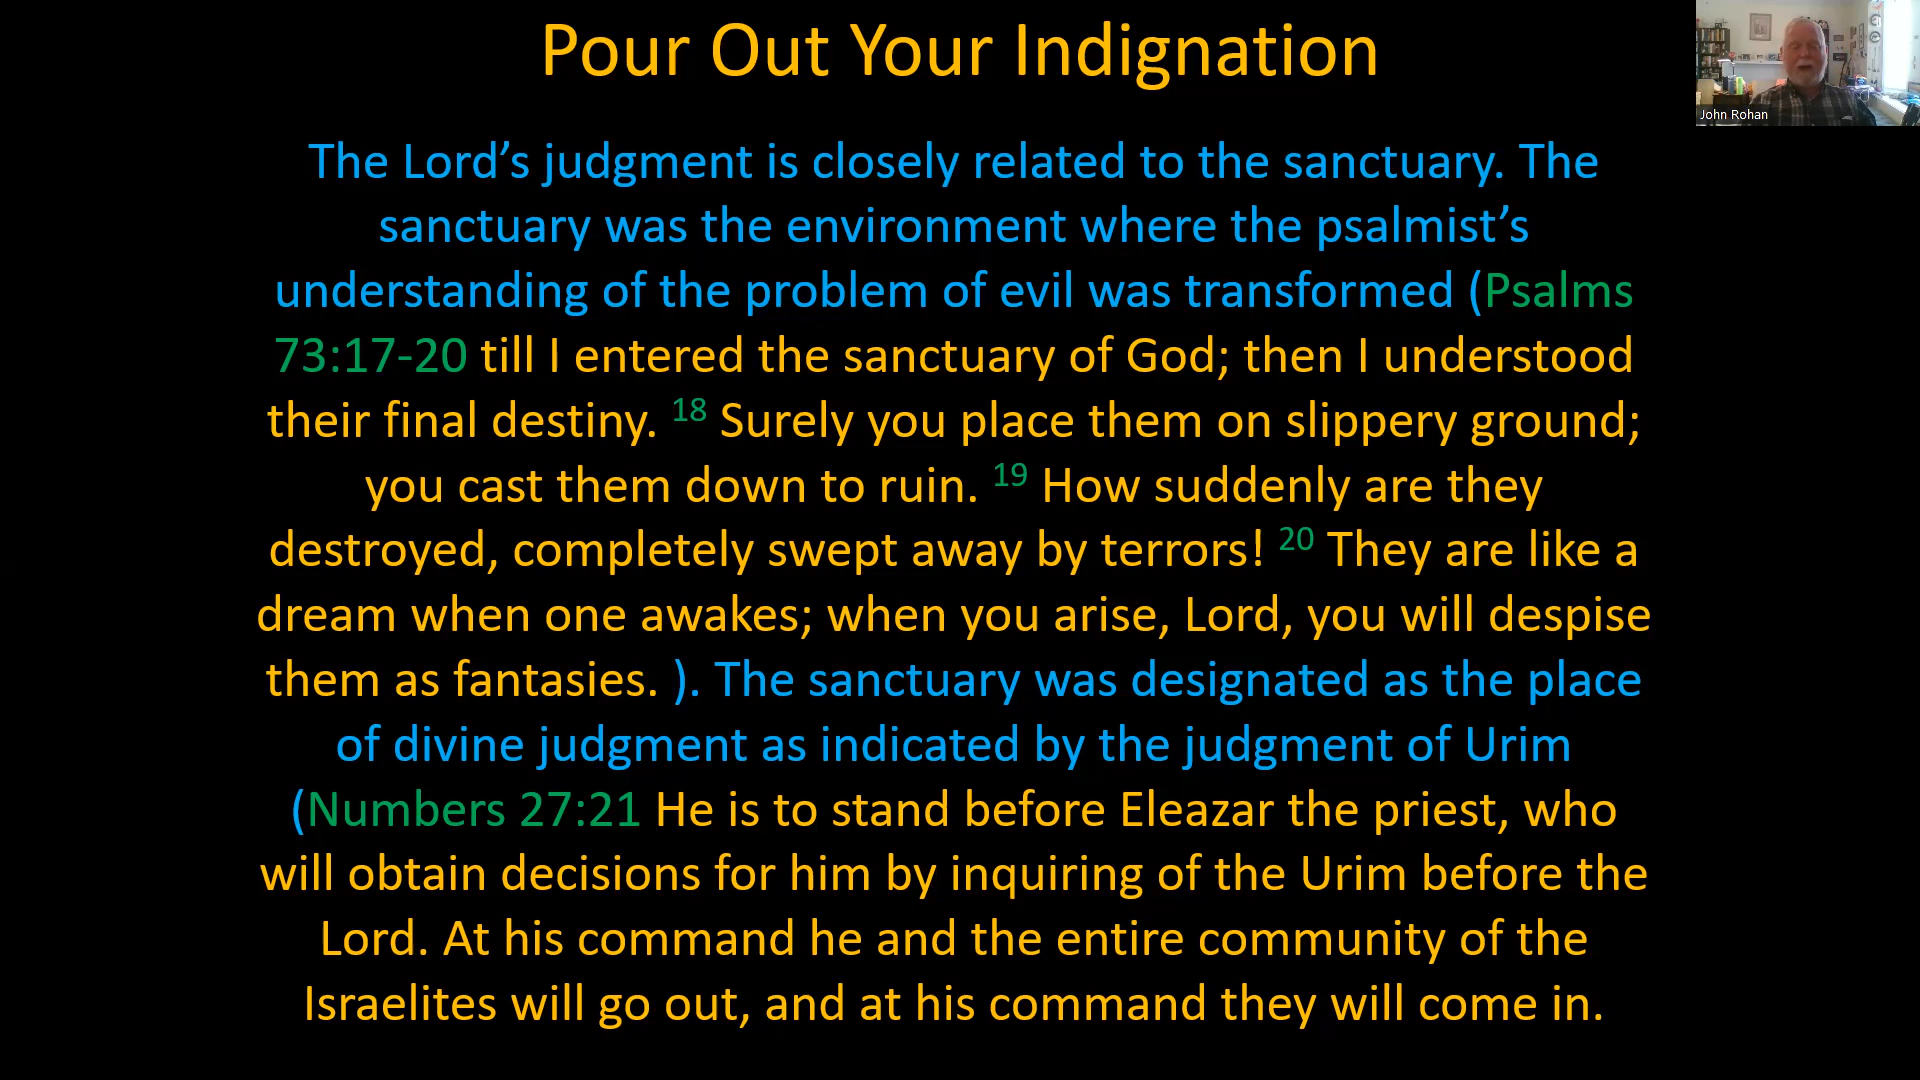 Pour Out Your Indignation
John Rohan
The Lord’s judgment is closely related to the sanctuary. The
sanctuary was the environment where the psalmist’s
understanding of the problem of evil was transformed (Psalms
73:17-20 till I entered the sanctuary of God; then I understood
their final destiny. 18 Surely you place them on slippery ground;
you cast them down to ruin. 19 How suddenly are they
destroyed, completely swept away by terrors! 20 They are like a
dream when one awakes; when you arise, Lord, you will despise
them as fantasies. ). The sanctuary was designated as the place
of divine judgment as indicated by the judgment of Urim
(Numbers 27:21 He is to stand before Eleazar the priest, who
will obtain decisions for him by inquiring of the Urim before the
Lord. At his command he and the entire community of the
Israelites will go out, and at his command they will come in.